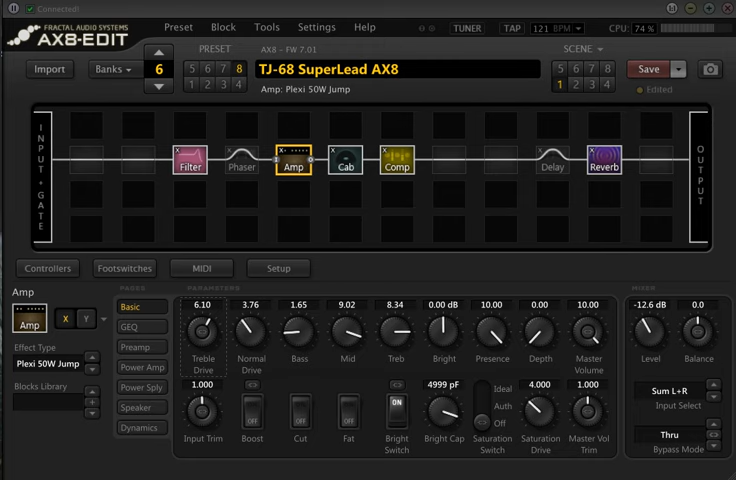 Connected!
FRACTAL AUDIO SYSTEMS
AX8-EDIT
Preset Block Tools Settings Help
TUNER TAP 121 BPM CPU: 74 %
PRESET AX8 - FW 7.01 SCENE
Import Banks 6 5 6 7 8 TJ-68 SuperLead AX8 5 6 7 8 Save
1 2 3 4 Amp: Plexi 50W Jump 1 2 3 4 Edited
INPUT + GATE
OUTPUT
X X X X X X
Filter Phaser Amp Cab Comp Delay Reverb
Controllers Footswitches MIDI Setup
Amp PAGES PARAMETERS MIXER
Basic 6.10 3.76 1.65 9.02 8.34 0.00 dB 10.00 0.00 10.00 -12.6 dB 0.0
Amp X Y
GEQ
Effect Type Preamp Treble Drive Normal Drive Bass Mid Treb Bright Presence Depth Master Volume Level Balance
Plexi 50W Jump Power Amp
Blocks Library Power Sply 1.000 4999 pF Ideal 4.000 1.000 Sum L+R
Speaker ON Auth Input Select
OFF OFF OFF Off Thru
Dynamics Input Trim Boost Cut Fat Bright Switch Bright Cap Saturation Switch Saturation Drive Master Vol Trim Bypass Mode